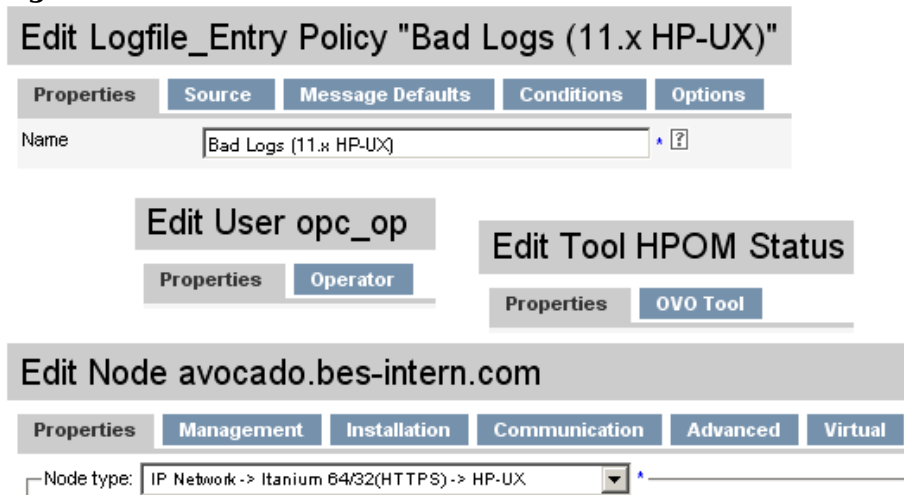 Edit Logfile_Entry Policy "Bad Logs (11.x HP-UX)"
Properties Source Message Defaults Conditions Options
Name Bad Logs (11.x HP-UX) * ?
Edit User opc_op
Properties Operator
Edit Tool HPOM Status
Properties OVO Tool
Edit Node avocado.bes-intern.com
Properties Management Installation Communication Advanced Virtual
Node type: IP Network -> Itanium 64/32(HTTPS) -> HP-UX *